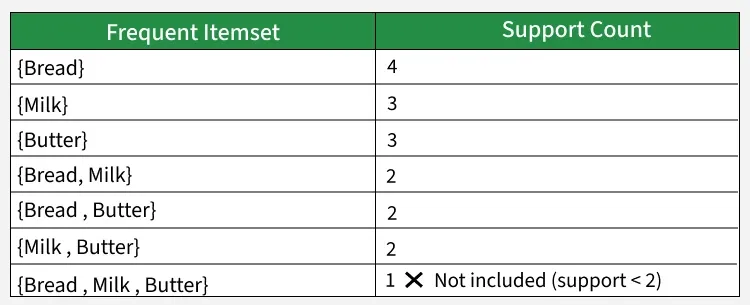 Frequent Itemset Support Count
{Bread} 4
{Milk} 3
{Butter} 3
{Bread, Milk} 2
{Bread , Butter} 2
{Milk , Butter} 2
{Bread , Milk , Butter} 1 ✕ Not included (support < 2)